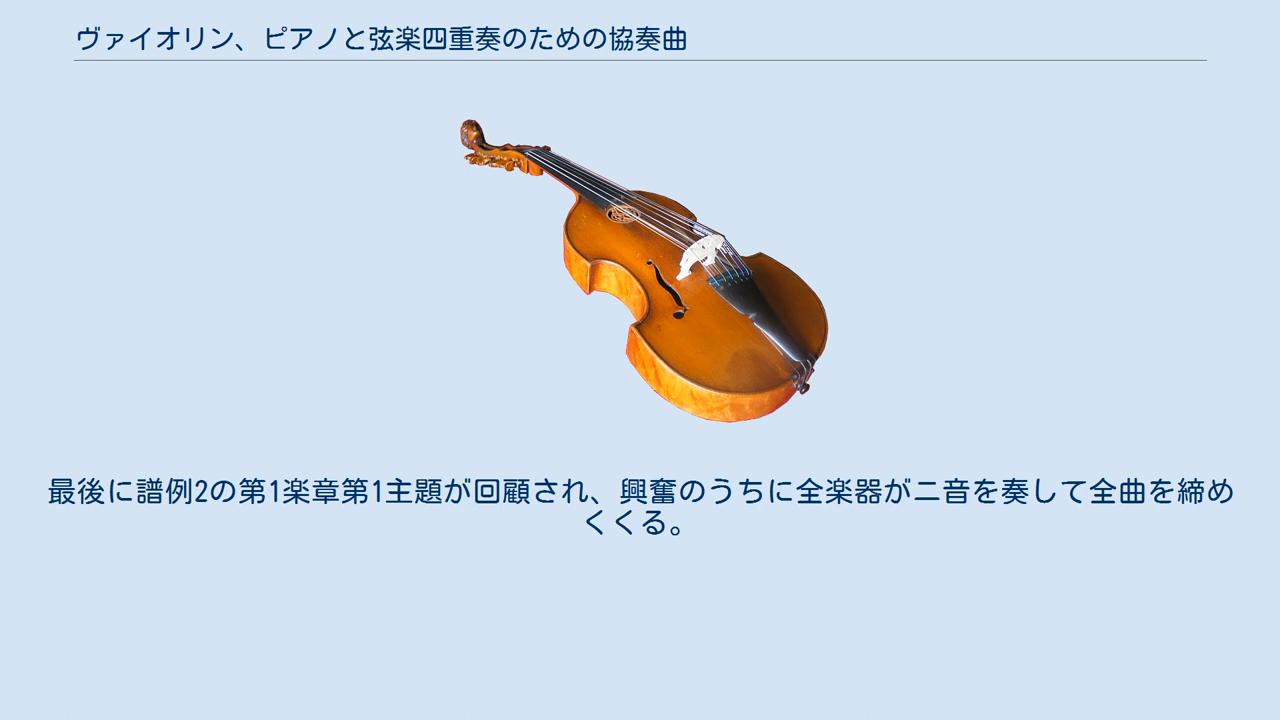 ヴァイオリン、ピアノと弦楽四重奏のための協奏曲
最後に譜例2の第1楽章第1主題が回顧され、興奮のうちに全楽器がニ音を奏して全曲を締め
くくる。